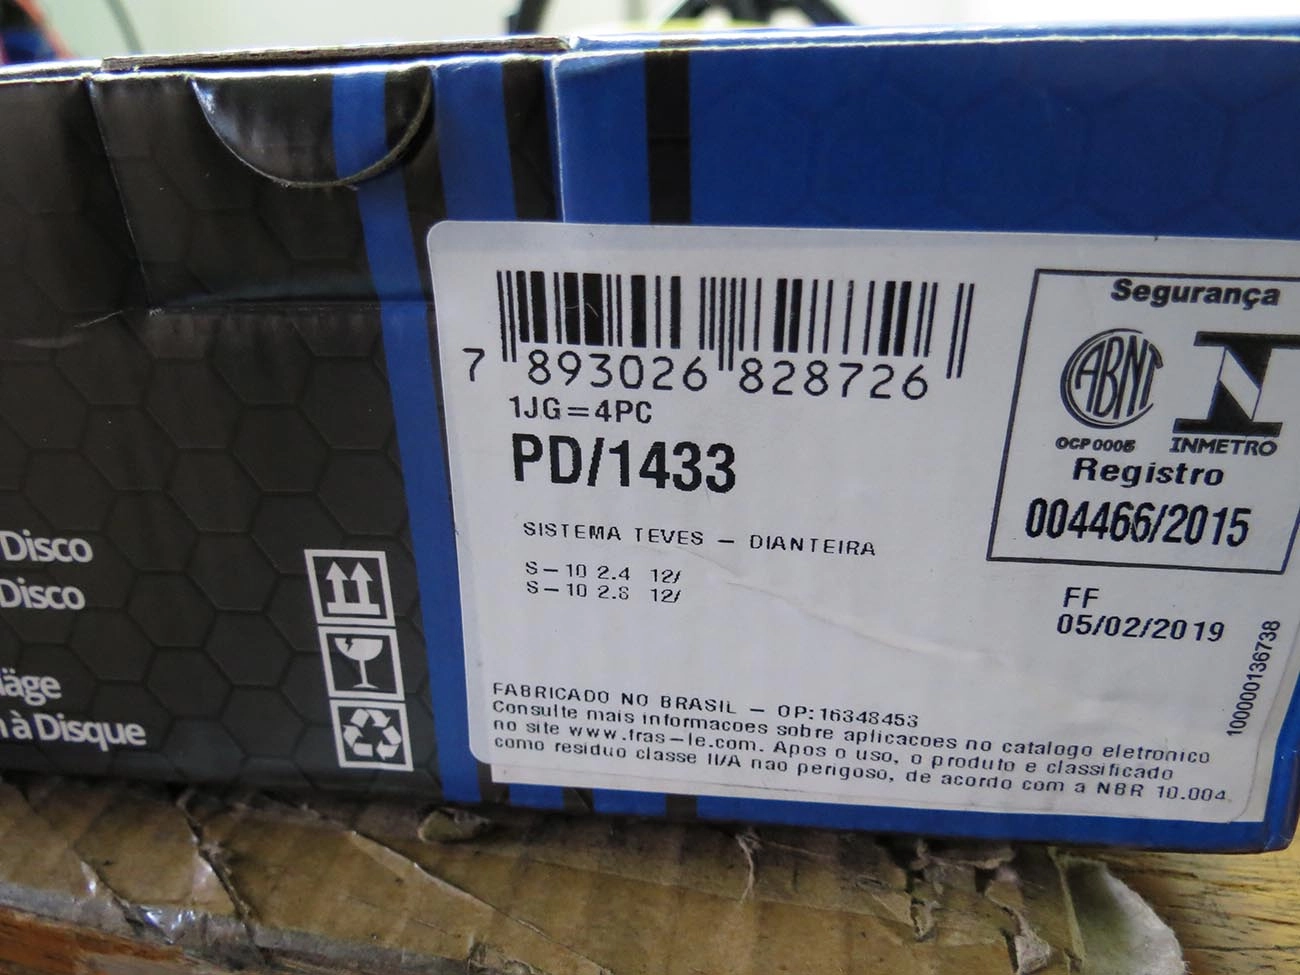 7 893026 828726
1JG=4PC
PD/1433
SISTEMA TEVES – DIANTEIRA
S–10 2.4 12/
S–10 2.8 12/
FABRICADO NO BRASIL – OP:16348453
Consulte mais informacoes sobre aplicacoes no catalogo eletronico
no site www.fras-le.com. Apos o uso, o produto e classificado
como residuo classe II/A nao perigoso, de acordo com a NBR 10.004
Segurança
ABNT
OCP 0005
INMETRO
Registro
004466/2015
FF
05/02/2019
10000136738
Disco
Disco
läge
à Disque